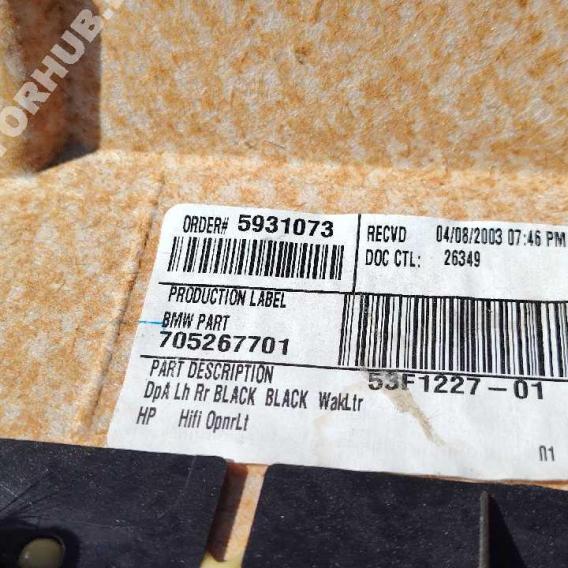 ORDER# 5931073
RECVD 04/08/2003 07:46 PM
DOC CTL: 26349
PRODUCTION LABEL
BMW PART
705267701
53F1227-01
PART DESCRIPTION
DpA Lh Rr BLACK BLACK WakLtr
HP Hifi OpnrLt
01